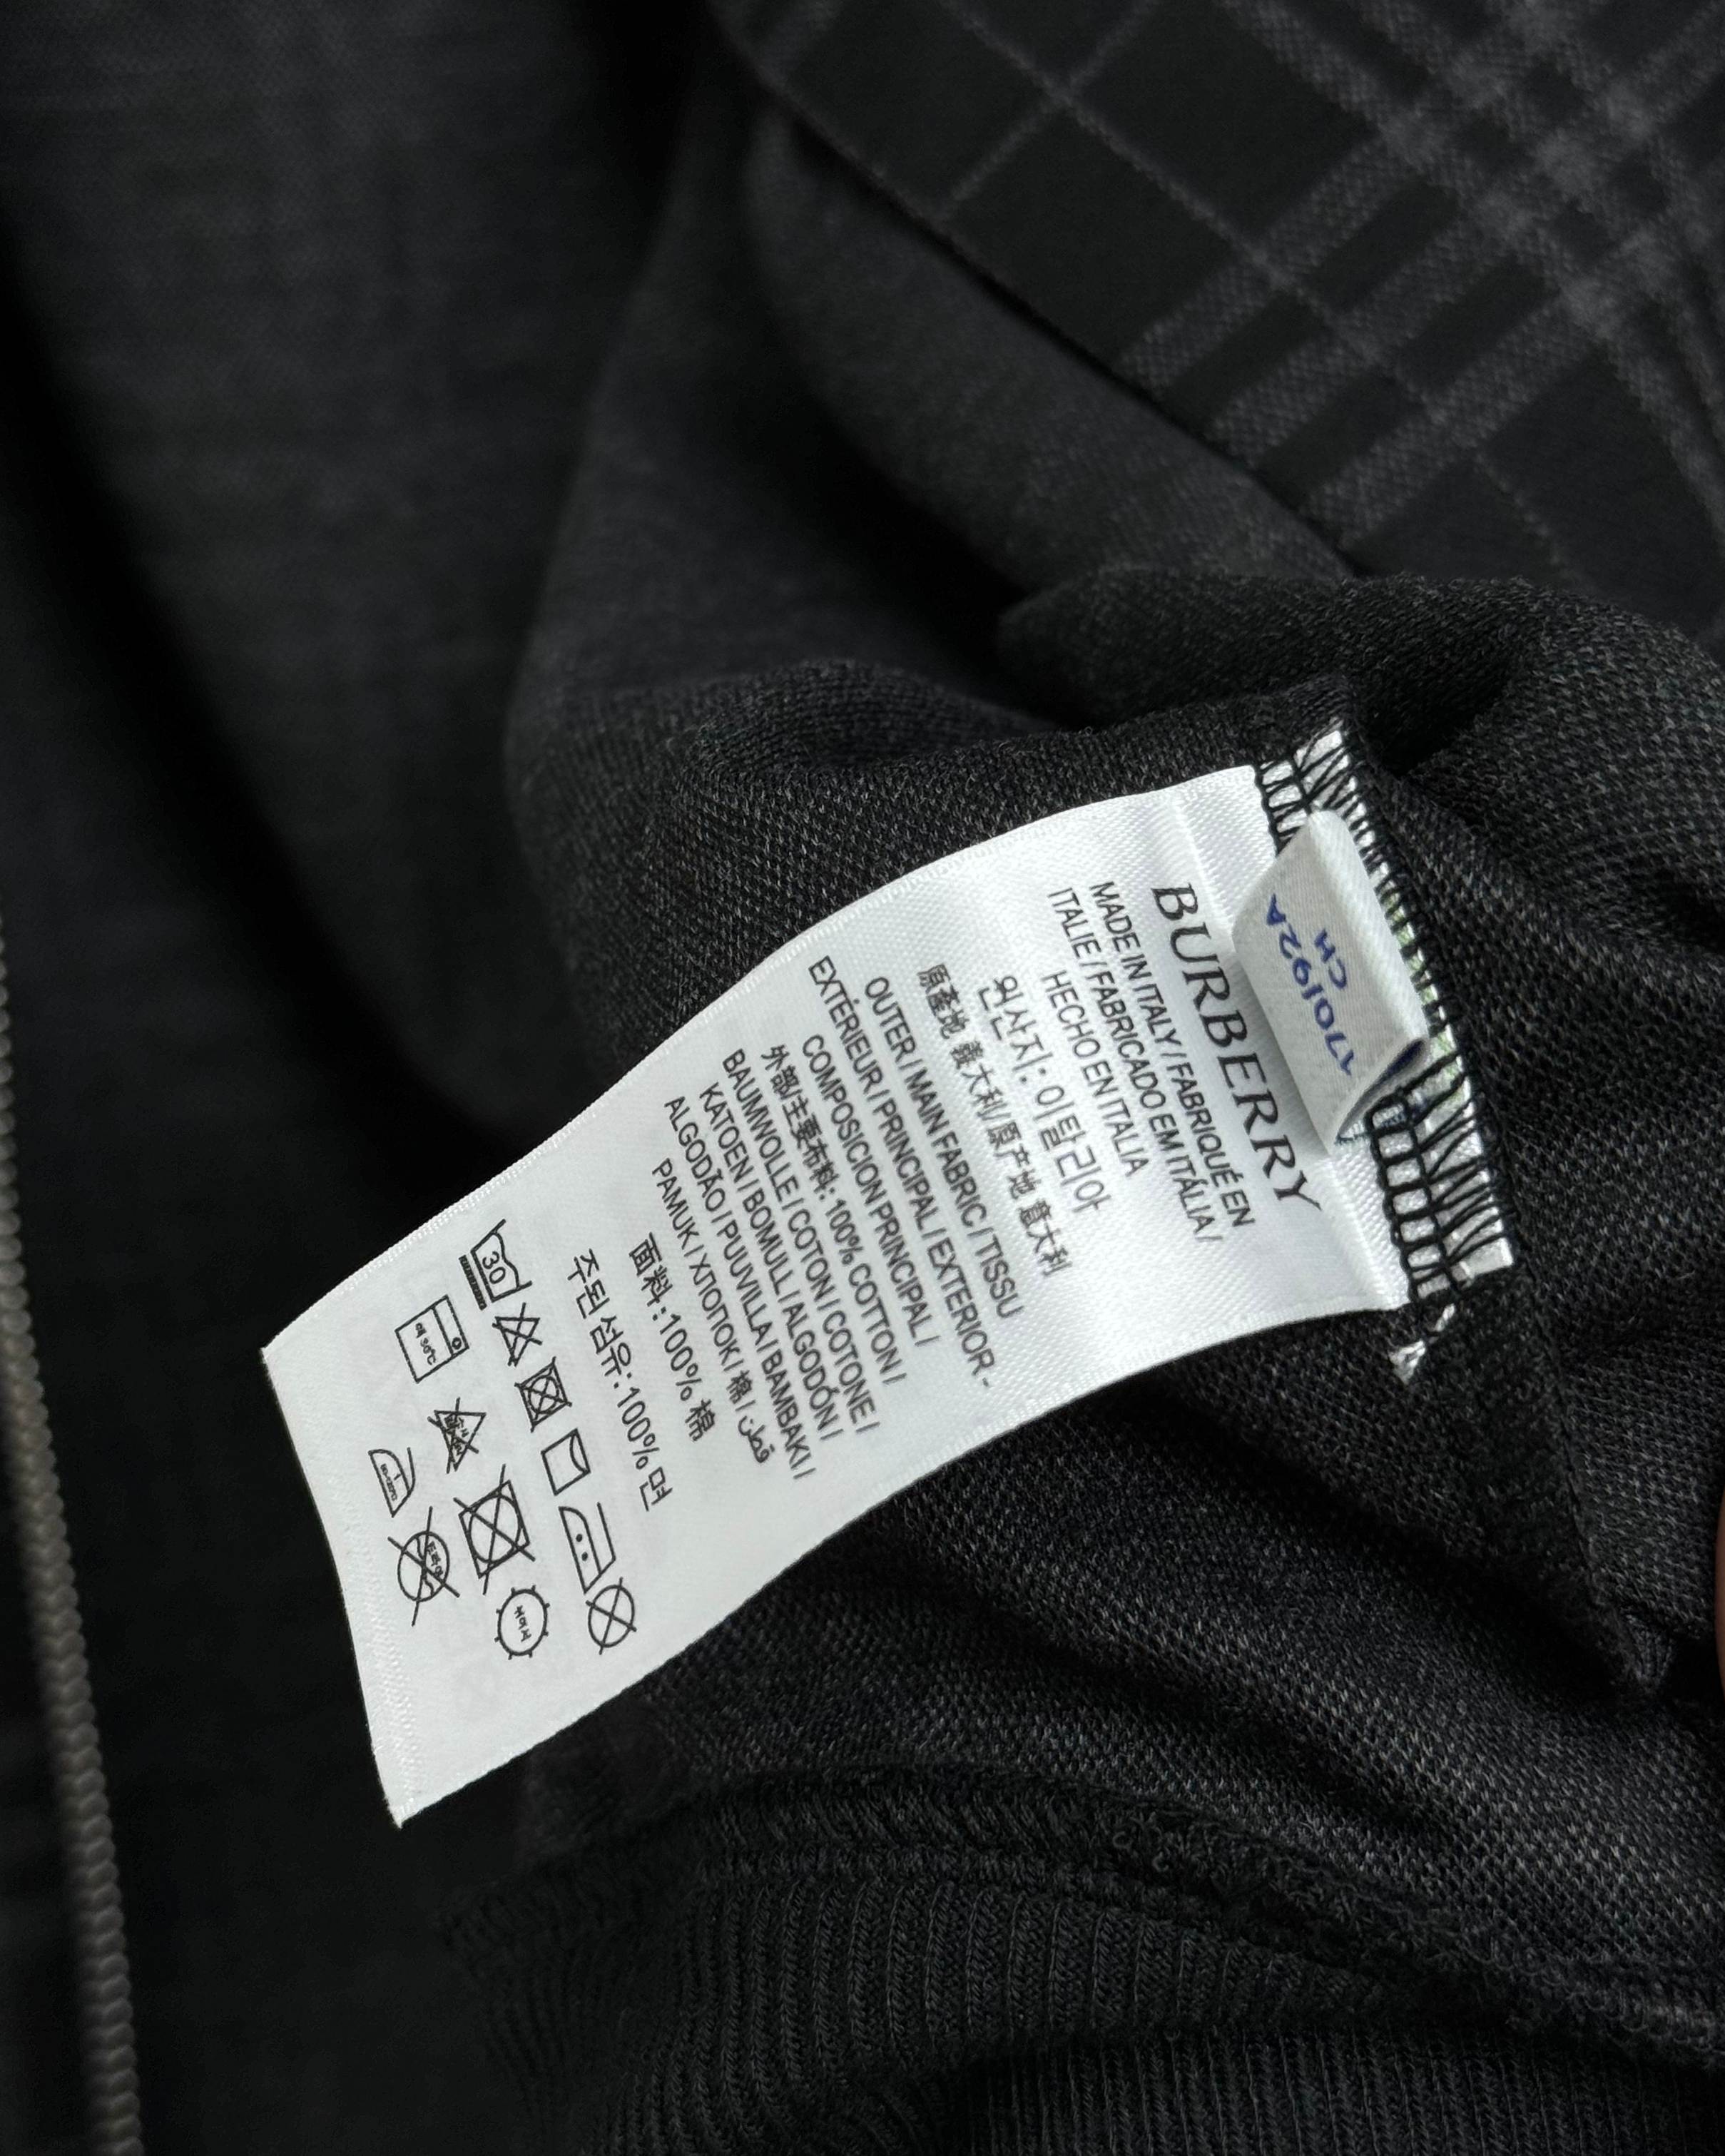 170192A
CH
BURBERRY
MADE IN ITALY / FABRIQUÉ EN
ITALIE / FABRICADO EM ITÁLIA /
HECHO EN ITALIA
원산지: 이탈리아
原產地 義大利/原产地 意大利
OUTER / MAIN FABRIC / TISSU
EXTÉRIEUR / PRINCIPAL / EXTERIOR -
COMPOSICION PRINCIPAL /
外部主要布料: 100% COTTON /
BAUMWOLLE / COTON / COTONE /
KATOEN / BOMULL / ALGODÓN /
ALGODÃO / PUUVILLA / BAMBAKI /
PAMUK / ΧΛΟΠΟΚ / 棉 / قطن
面料:100% 棉
주된섬유:100%면
30